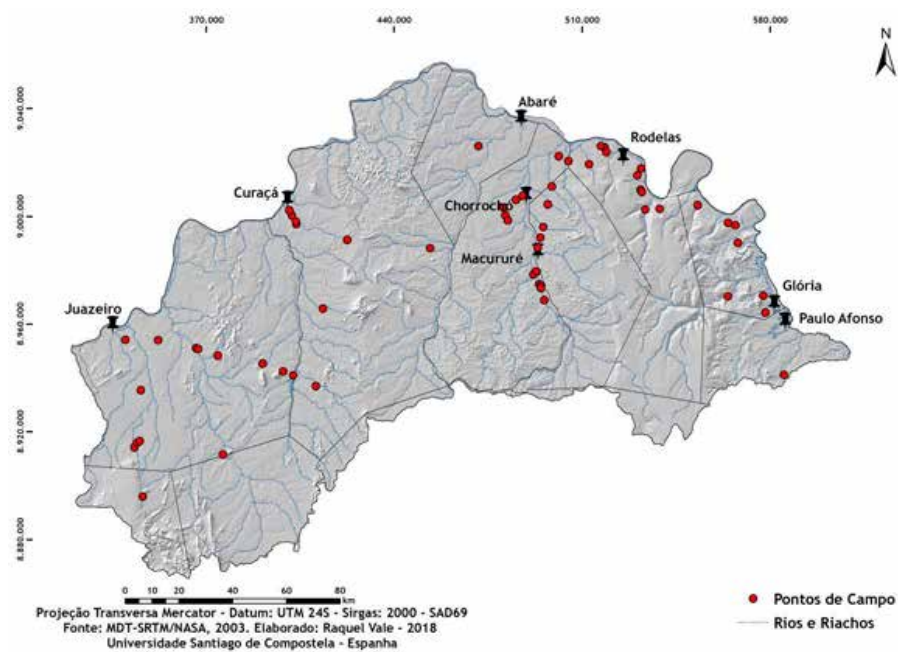 370.000
440.000
510.000
580.000
N
9.040.000
Abaré
Rodelas
Curaçá
Chorrochó
9.000.000
Macururé
Glória
Juazeiro
8.960.000
Paulo Afonso
8.920.000
8.880.000
0 20 40 60 80
km
Projeção Transversa Mercator - Datum: UTM 24S - Sirgas: 2000 - SAD69
Fonte: MDT-SRTM/NASA, 2003. Elaborado: Raquel Vale - 2018
Universidade Santiago de Compostela - Espanha
Pontos de Campo
Rios e Riachos